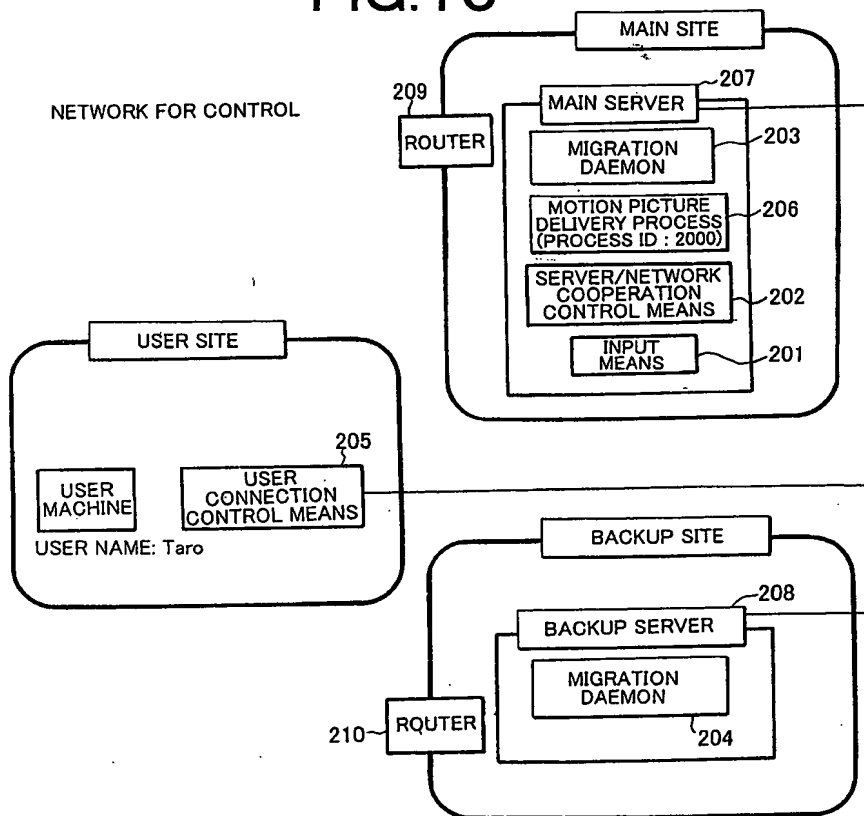 MAIN SITE
207
209
MAIN SERVER
NETWORK FOR CONTROL
ROUTER
MIGRATION
DAEMON
203
MOTION PICTURE
DELIVERY PROCESS
(PROCESS ID : 2000)
206
SERVER/NETWORK
COOPERATION
CONTROL MEANS
202
INPUT
MEANS
201
USER SITE
205
USER
MACHINE
USER
CONNECTION
CONTROL MEANS
USER NAME: Taro
BACKUP SITE
208
BACKUP SERVER
MIGRATION
DAEMON
204
210
ROUTER